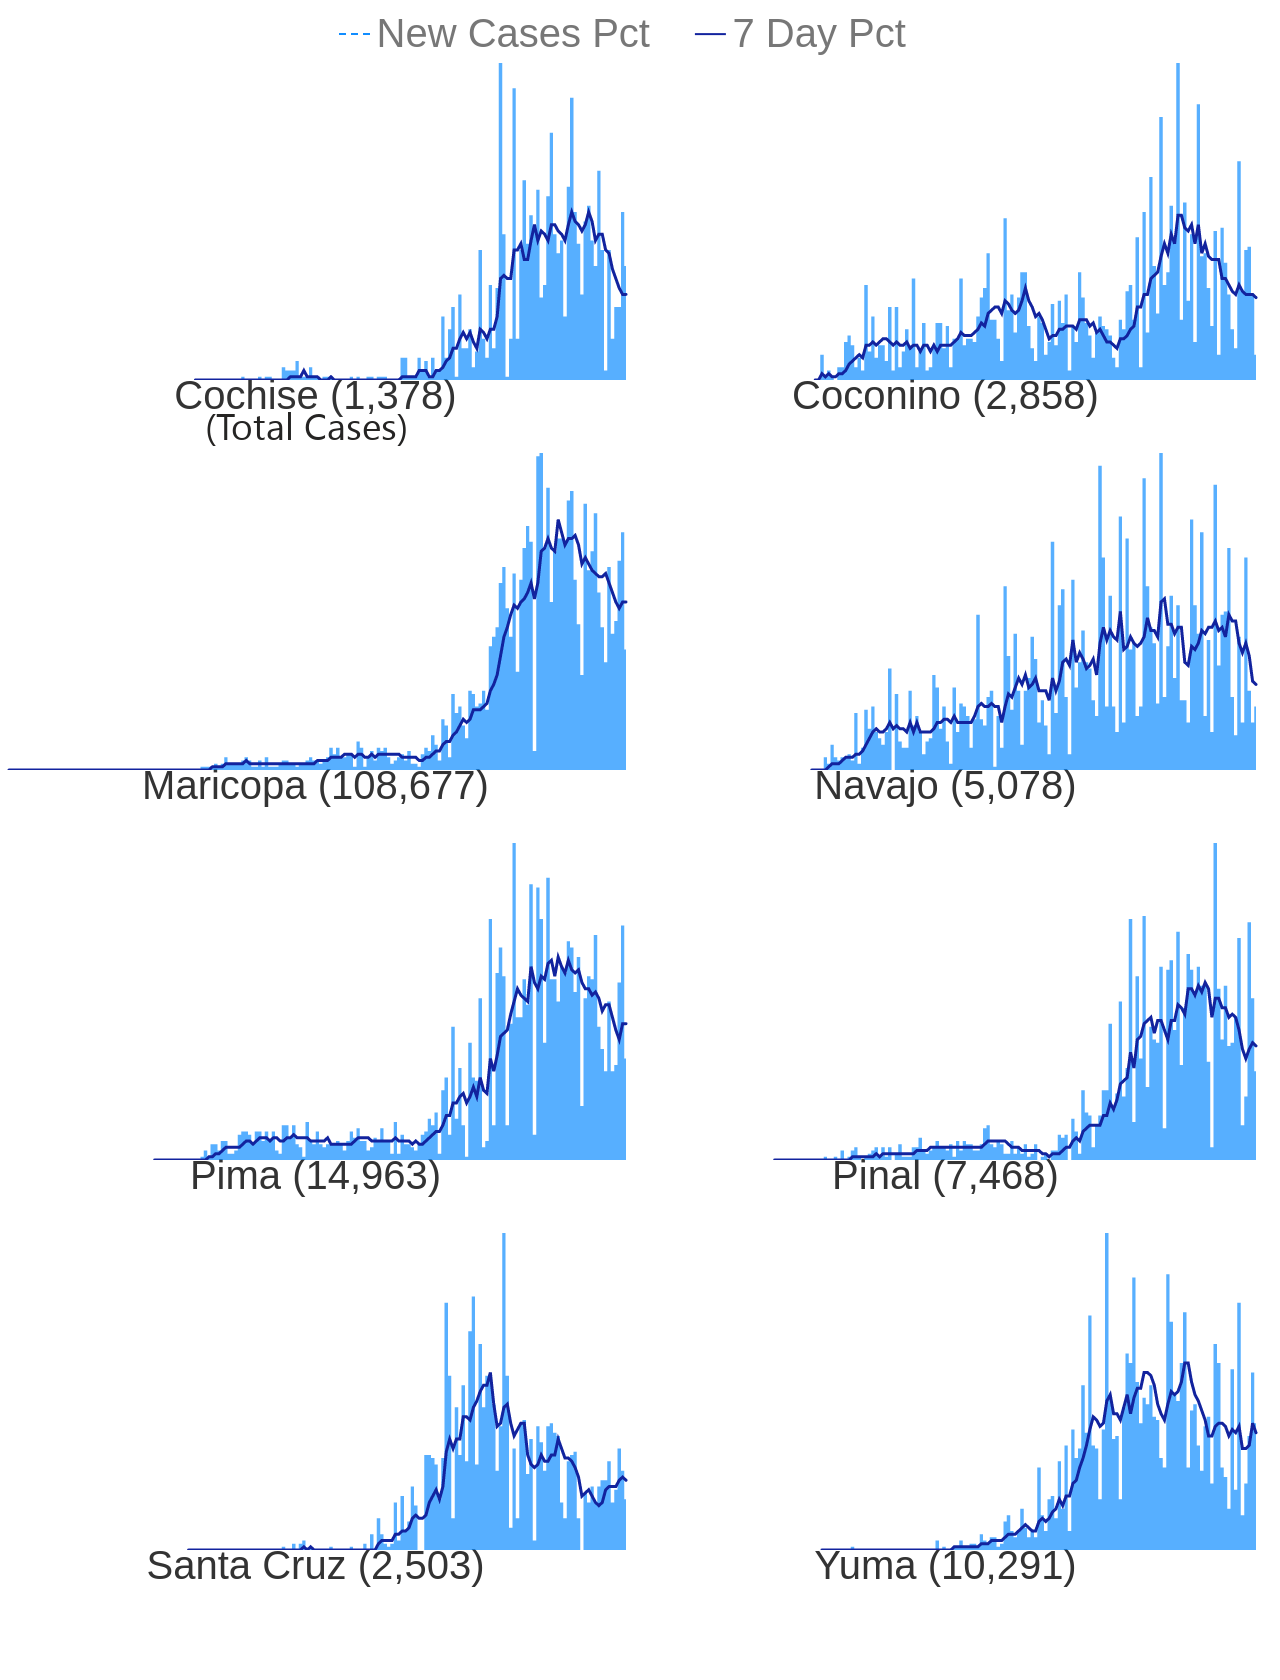 New Cases Pct 7 Day Pct
Cochise (1,378) Coconino (2,858)
(Total Cases)
Maricopa (108,677) Navajo (5,078)
Pima (14,963) Pinal (7,468)
Santa Cruz (2,503) Yuma (10,291)